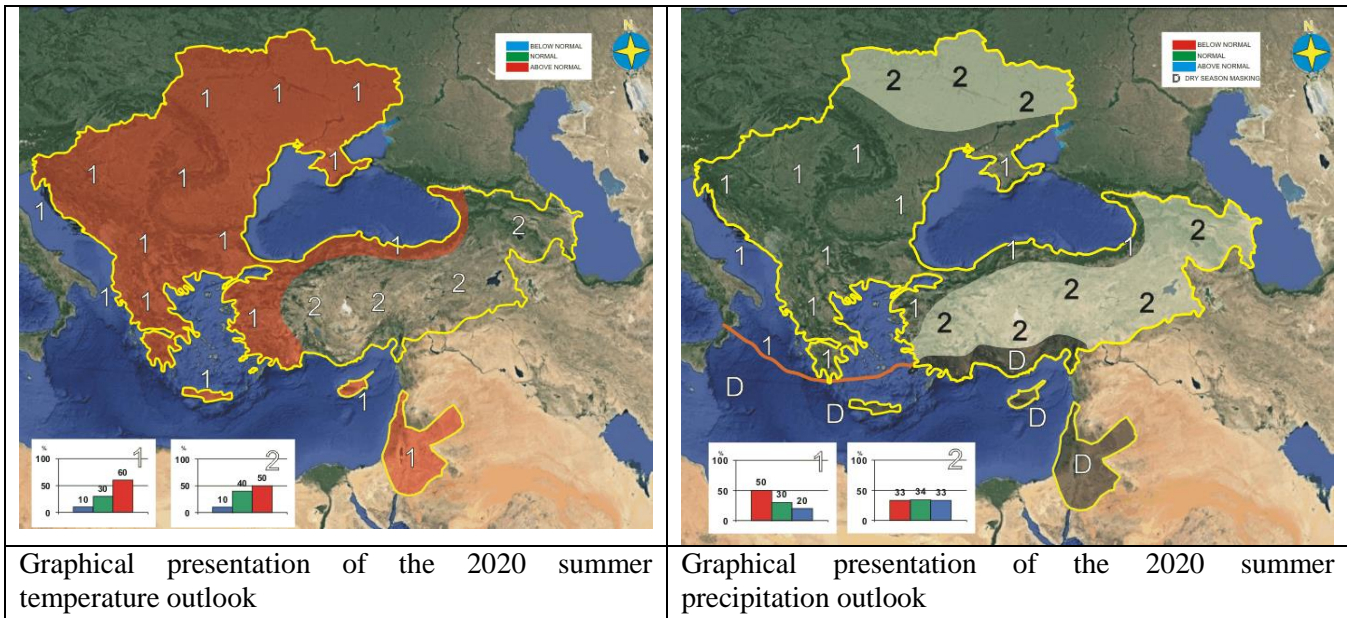 N
BELOW NORMAL
NORMAL
ABOVE NORMAL
1 1 1
1 1
1
1
1 1
1
1
1
1
1
1
1
2
2
2 2
% 1
100
50
0
10 30 60
% 2
100
50
0
10 40 50
Graphical presentation of the 2020 summer
temperature outlook
N
BELOW NORMAL
NORMAL
ABOVE NORMAL
D DRY SEASON MASKING
2 2 2
1 1 1
1
1
1 1
1 1
1
1
1
2
2
2
2 2
D
D D D
D
% 1
100
50
0
50 30 20
% 2
100
50
0
33 34 33
Graphical presentation of the 2020 summer
precipitation outlook